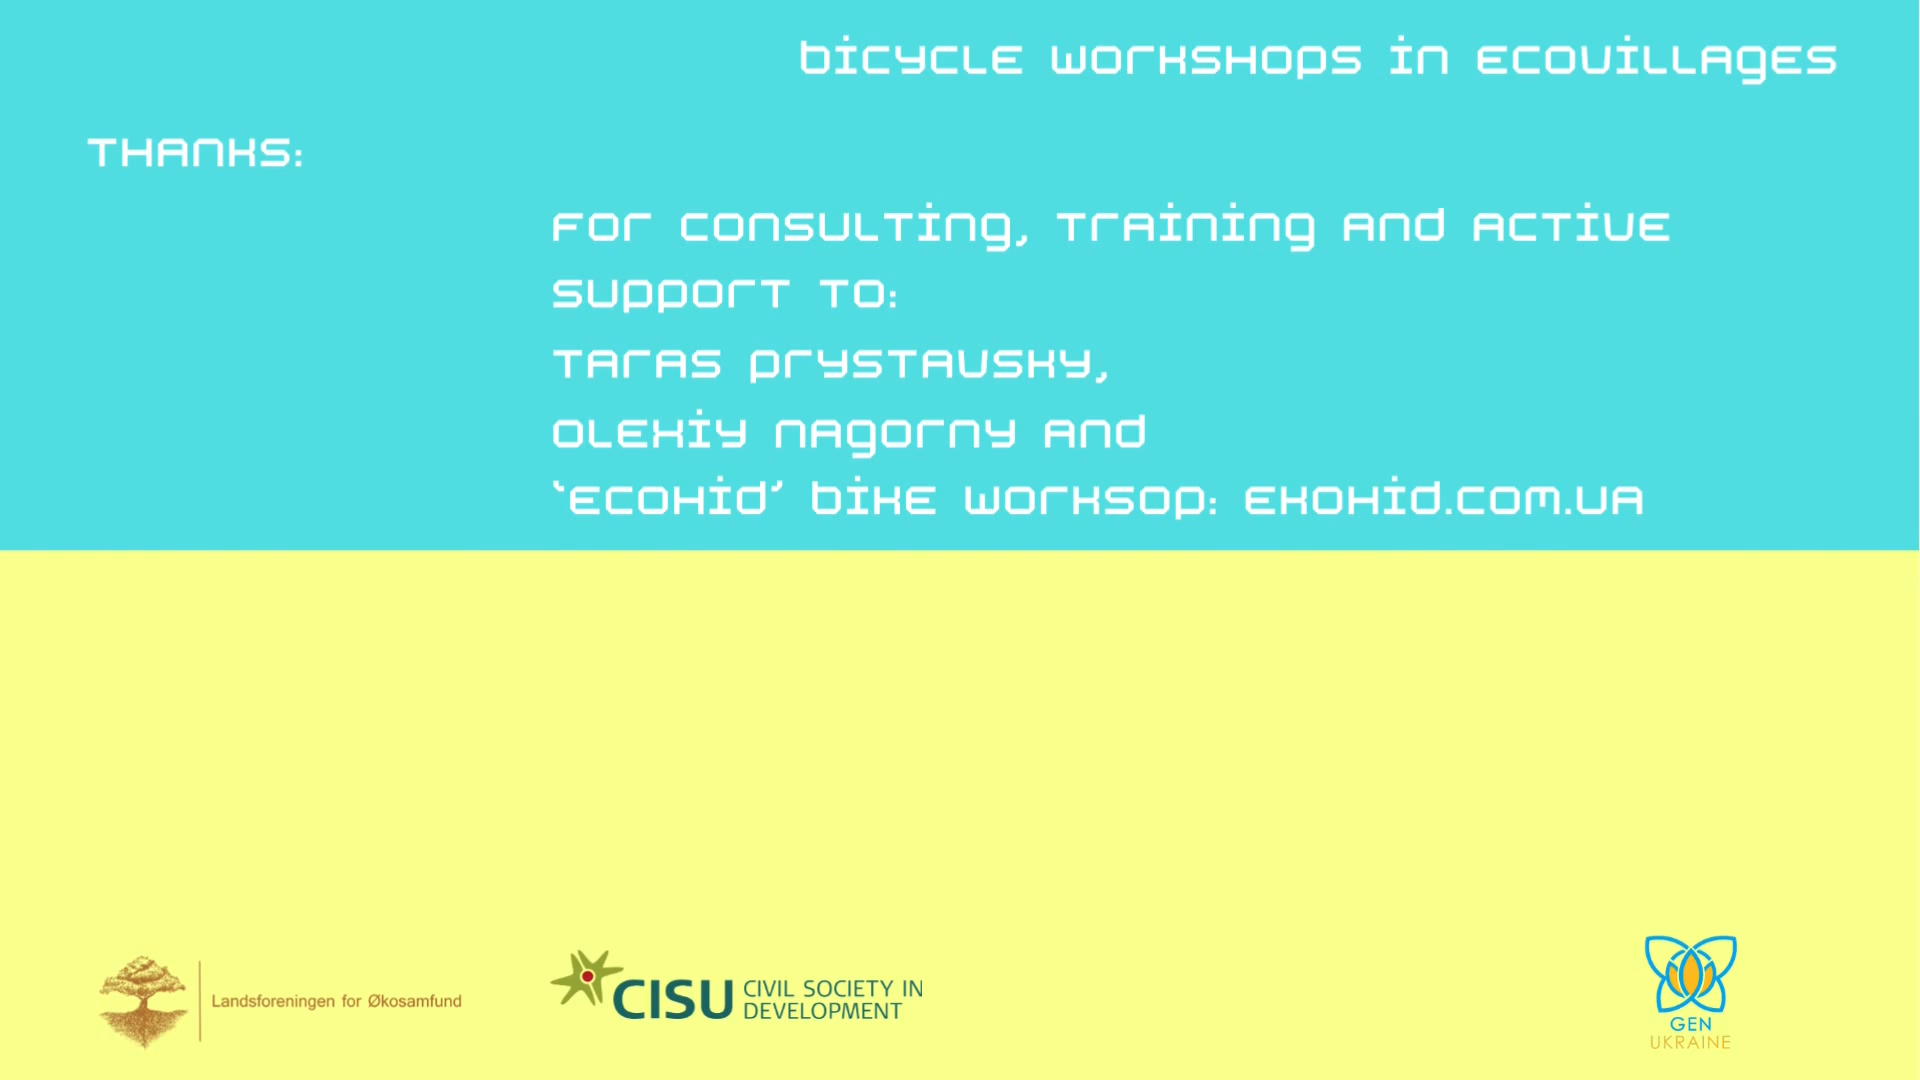 bicycle workshops in ecovillages
THANKS:
for consulting, training and active
support to:
Taras Prystavsky,
Olexiy Nagorny and
‘Ecohid’ bike worksop: ekohid.com.ua
Landsforeningen for Økosamfund
CISU CIVIL SOCIETY IN
DEVELOPMENT
GEN
UKRAINE